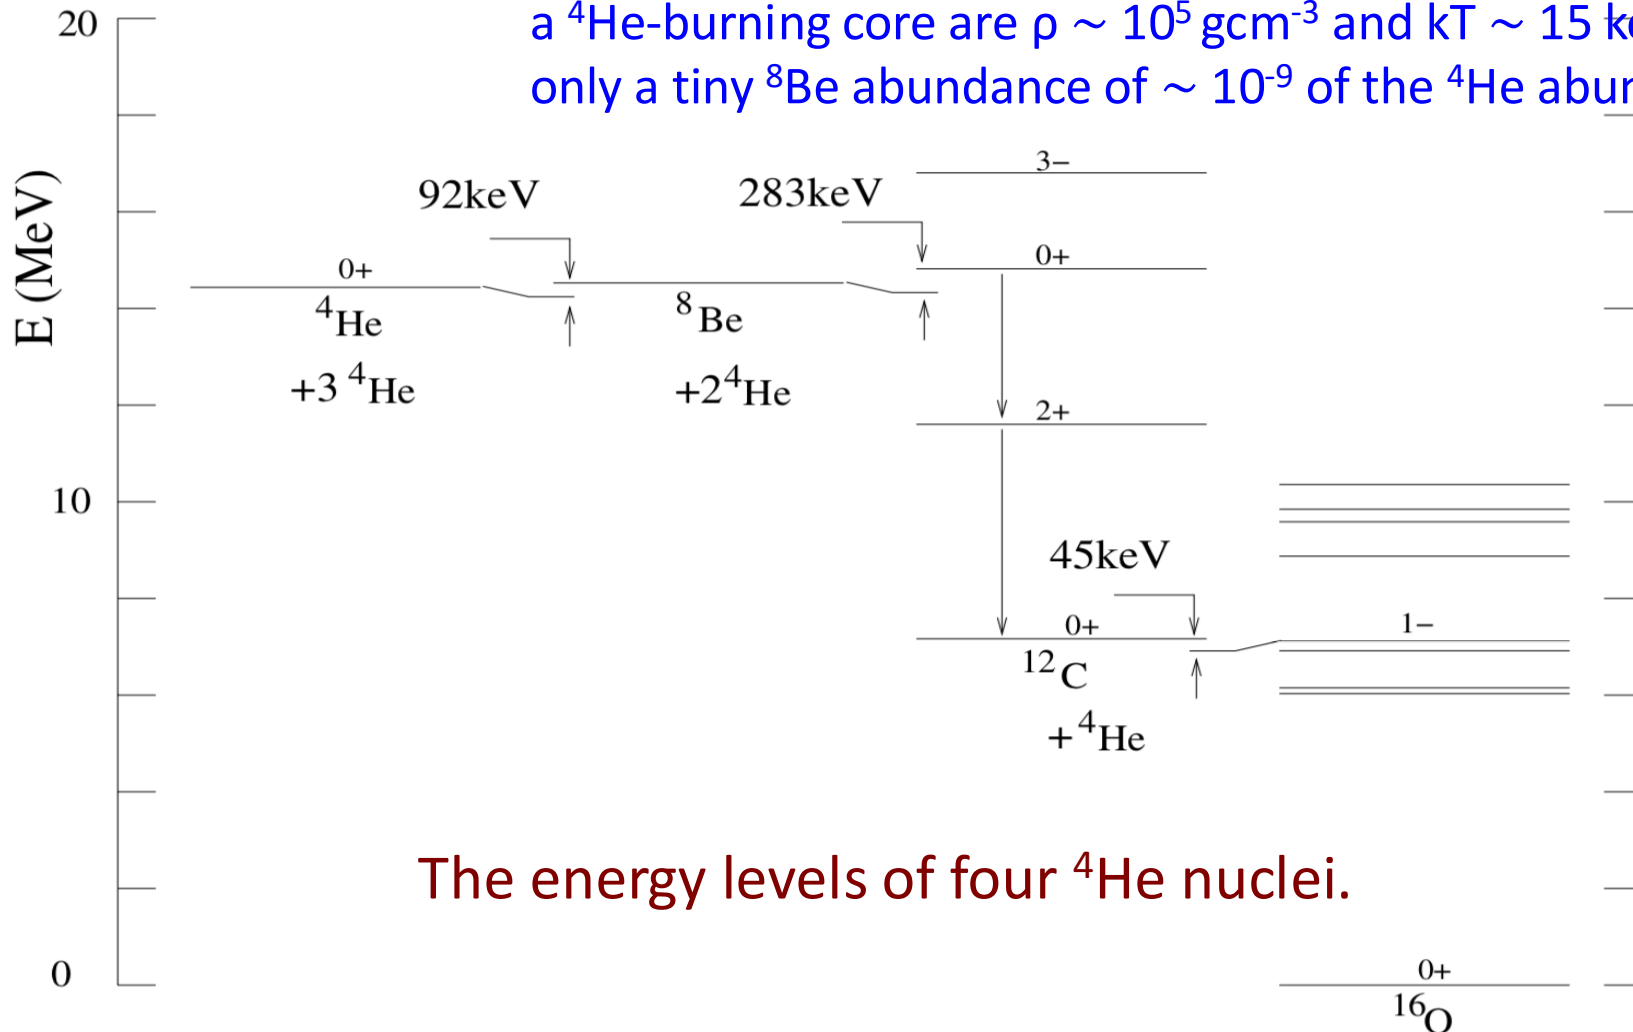 a ⁴He-burning core are ρ ~ 10⁵ gcm⁻³ and kT ~ 15
only a tiny ⁸Be abundance of ~ 10⁻⁹ of the ⁴He
20
10
0
E (MeV)
92keV
283keV
3−
0+
0+
⁴He
+3 ⁴He
⁸Be
+2⁴He
2+
45keV
0+
1−
¹²C
+ ⁴He
The energy levels of four ⁴He nuclei.
0+
¹⁶O